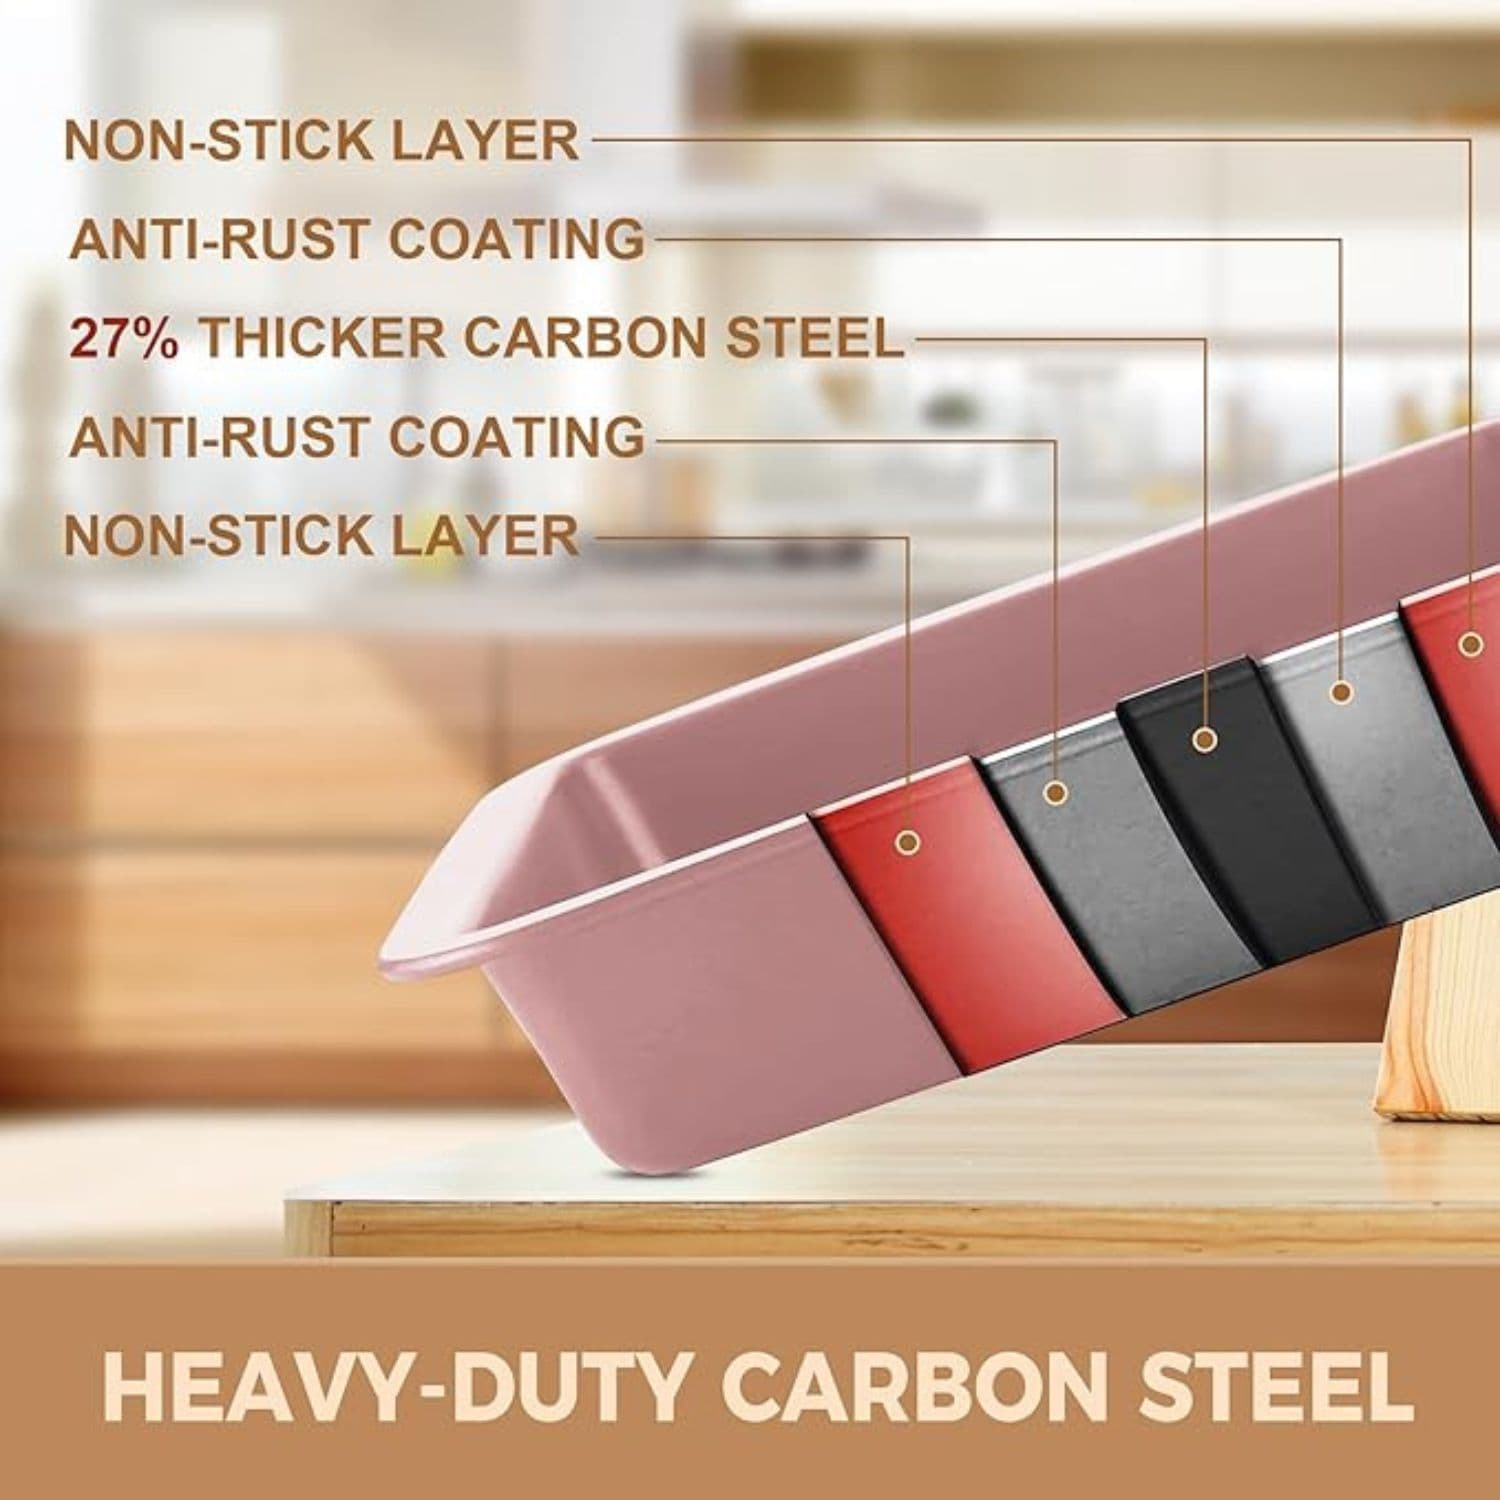 NON-STICK LAYER
ANTI-RUST COATING
27% THICKER CARBON STEEL
ANTI-RUST COATING
NON-STICK LAYER
HEAVY-DUTY CARBON STEEL